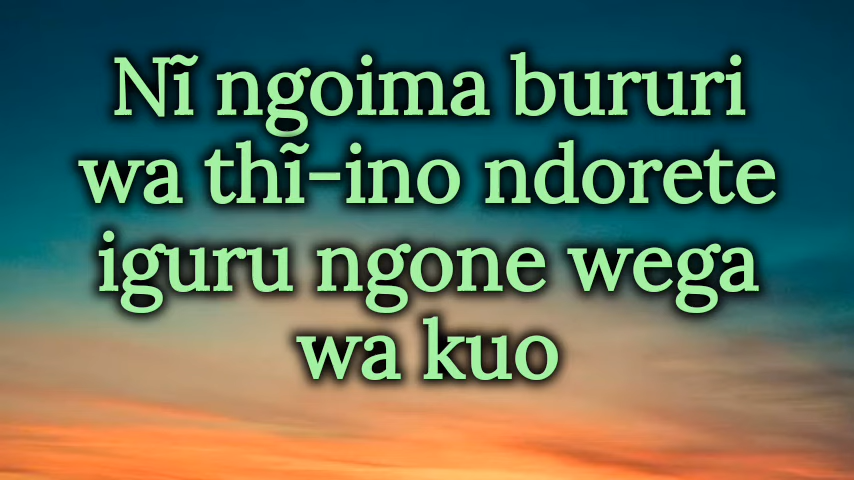 Nĩ ngoima bururi
wa thĩ-ino ndorete
iguru ngone wega
wa kuo